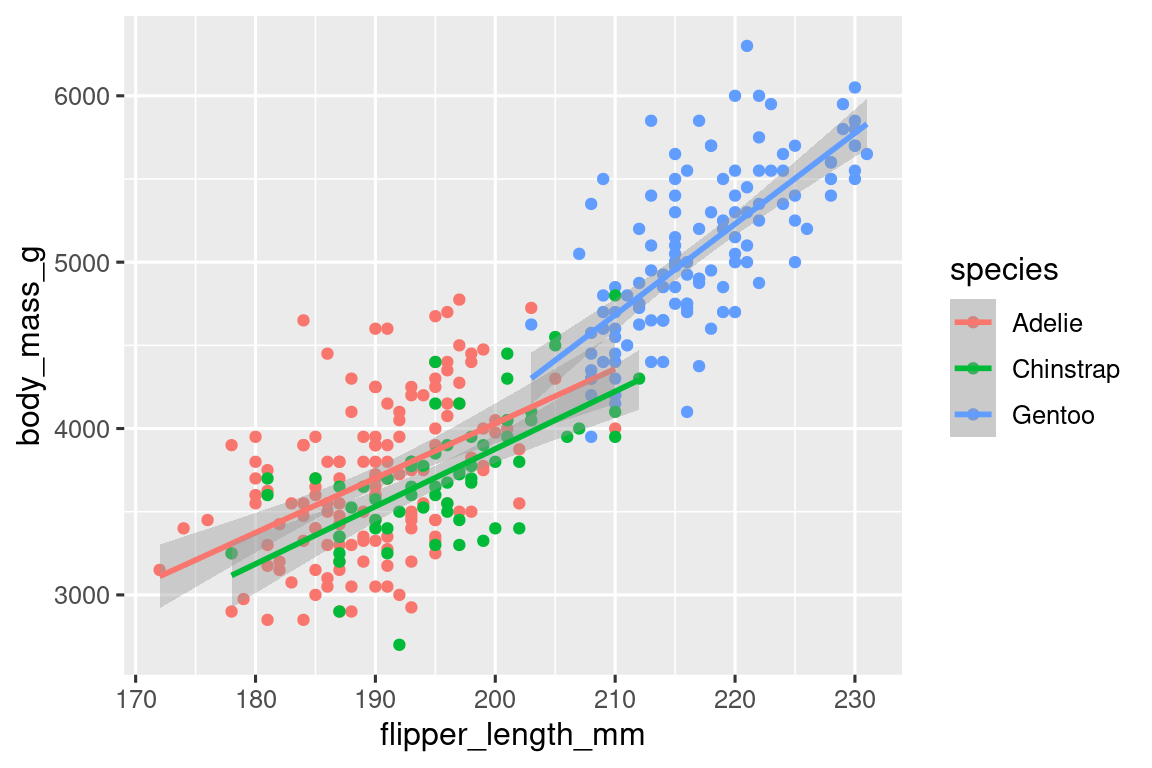 6000
5000
4000
3000
body_mass_g
170 180 190 200 210 220 230
flipper_length_mm
species
Adelie
Chinstrap
Gentoo